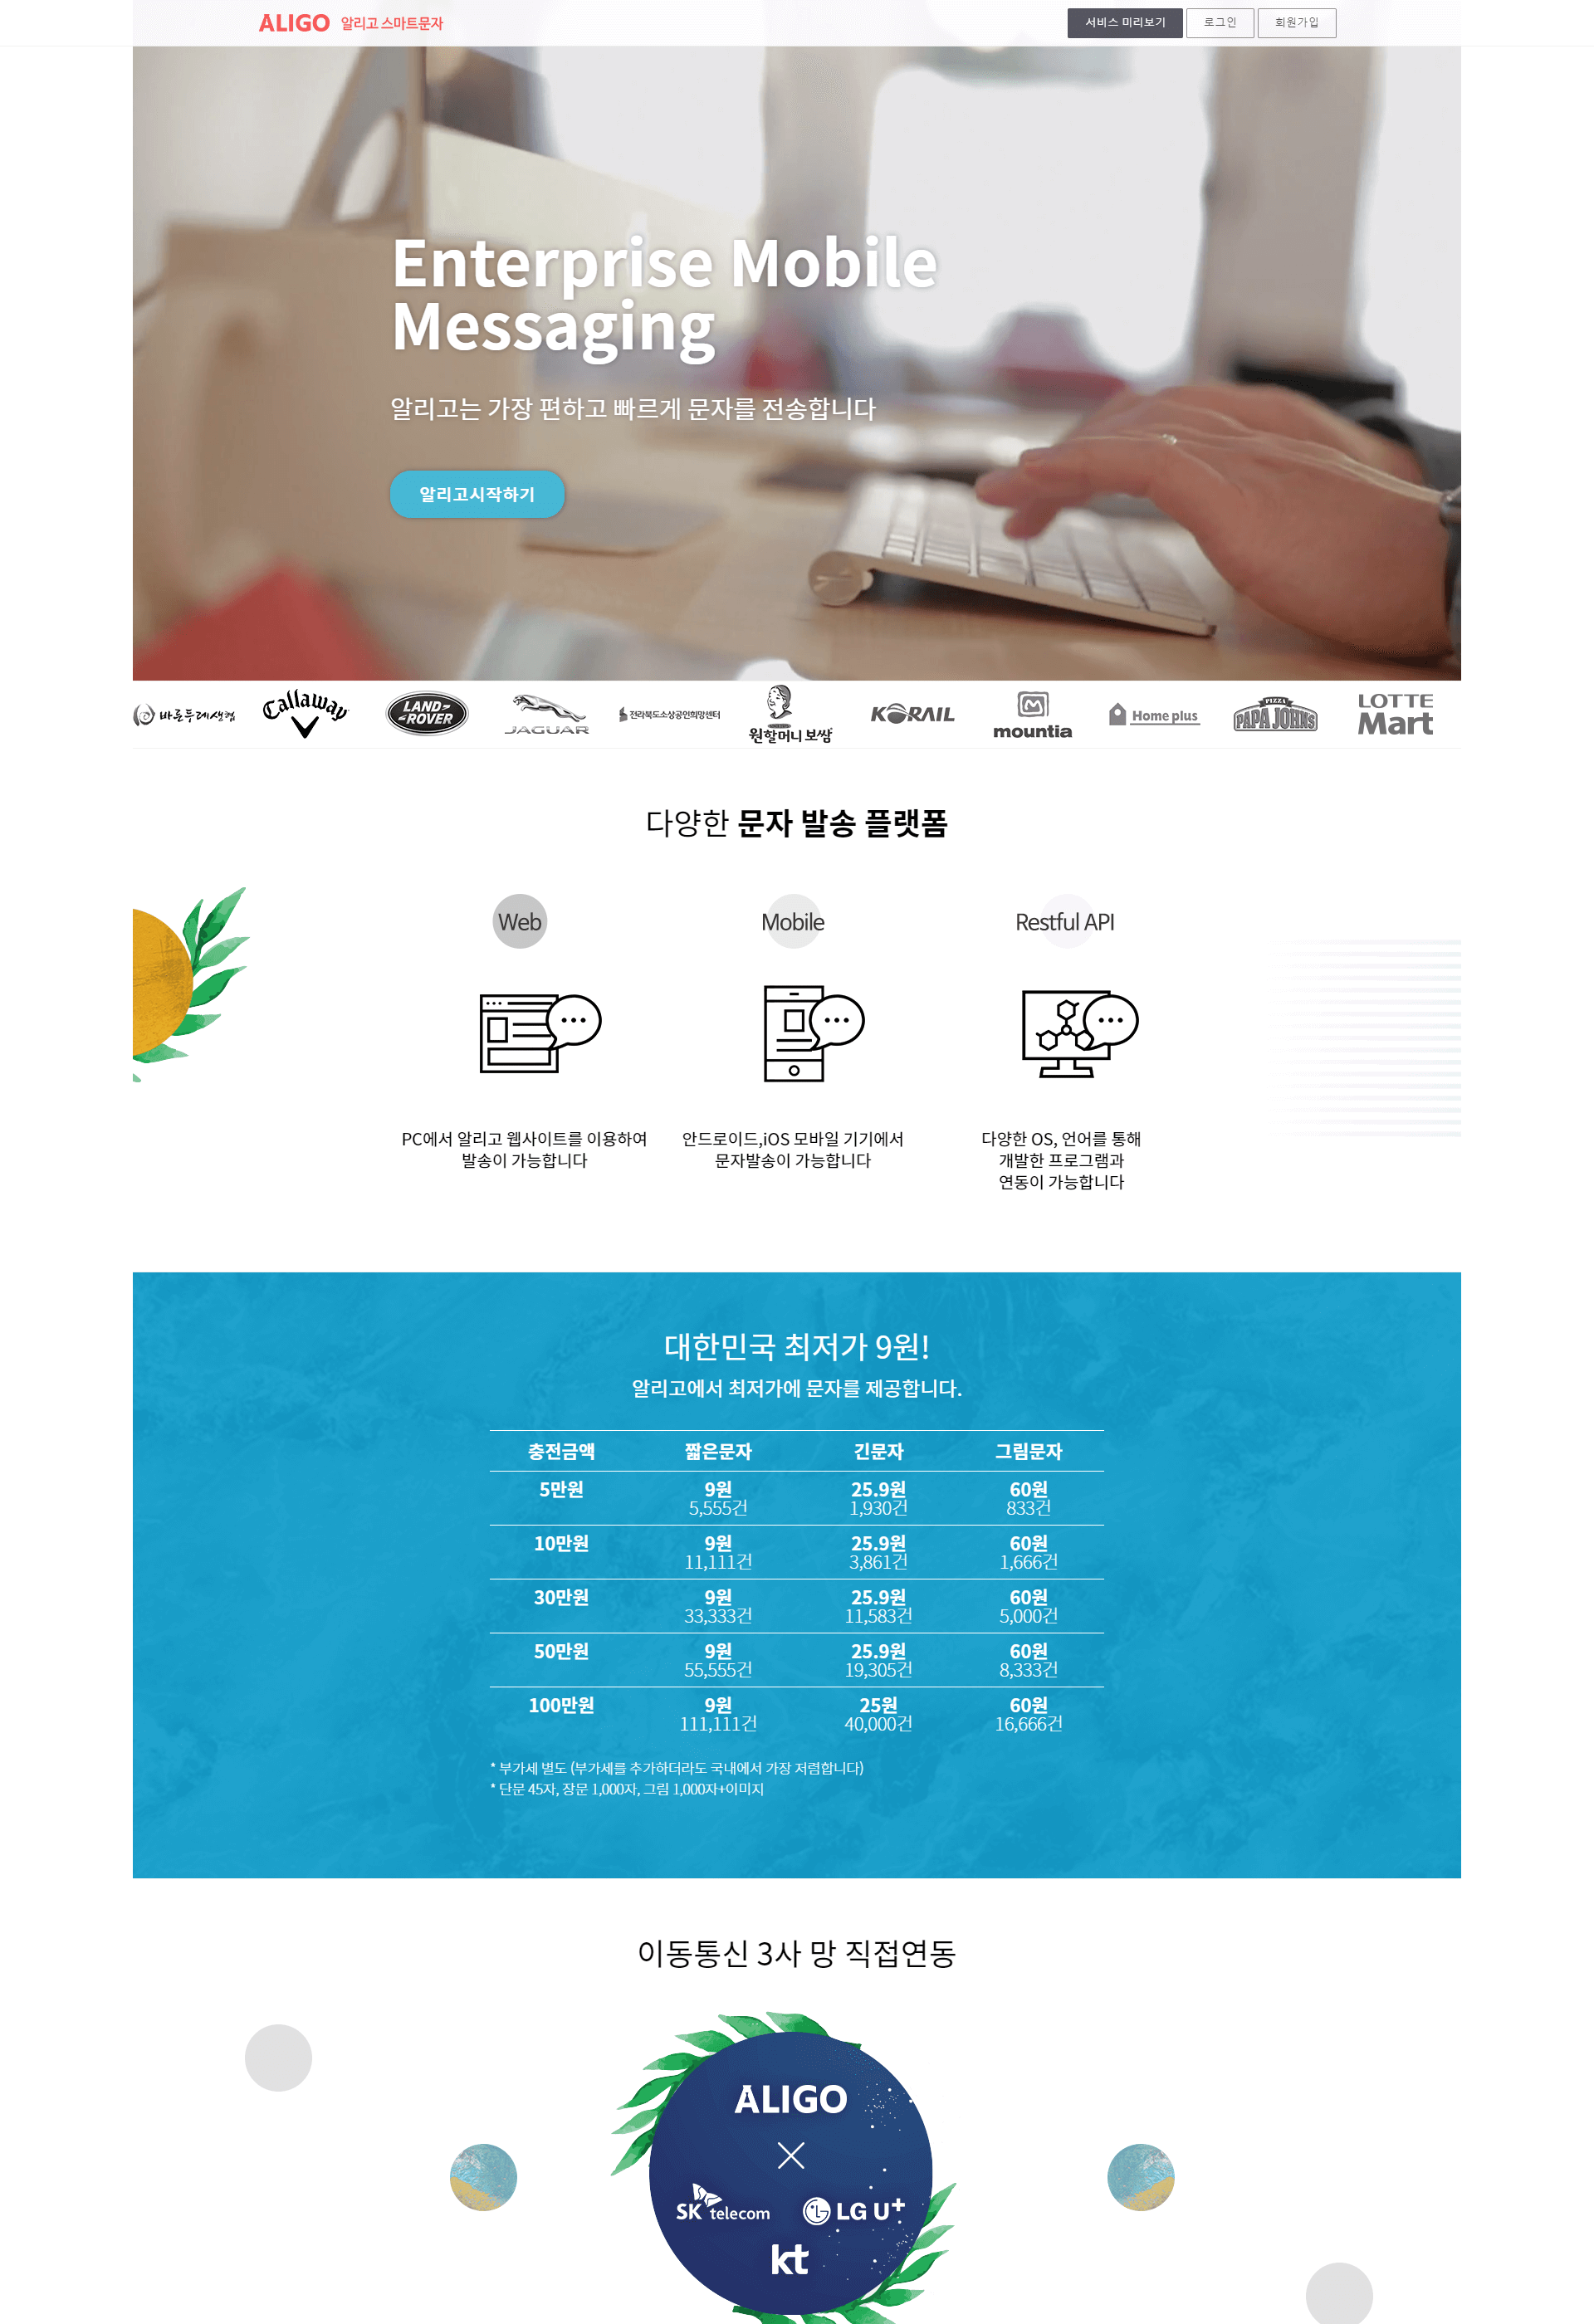 ALIGO 알리고 스마트문자
서비스 미리보기 로그인 회원가입
Enterprise Mobile
Messaging
알리고는 가장 편하고 빠르게 문자를 전송합니다
알리고시작하기
바른두레생협 Callaway LAND ROVER JAGUAR 전라북도소상공인희망센터 원할머니 보쌈 KORAIL mountia Home plus PIZZA PAPA JOHNS LOTTE Mart
다양한 문자 발송 플랫폼
Web Mobile Restful API
PC에서 알리고 웹사이트를 이용하여
발송이 가능합니다
안드로이드,iOS 모바일 기기에서
문자발송이 가능합니다
다양한 OS, 언어를 통해
개발한 프로그램과
연동이 가능합니다
대한민국 최저가 9원!
알리고에서 최저가에 문자를 제공합니다.
충전금액 짧은문자 긴문자 그림문자
5만원 9원 25.9원 60원
5,555건 1,930건 833건
10만원 9원 25.9원 60원
11,111건 3,861건 1,666건
30만원 9원 25.9원 60원
33,333건 11,583건 5,000건
50만원 9원 25.9원 60원
55,555건 19,305건 8,333건
100만원 9원 25원 60원
111,111건 40,000건 16,666건
* 부가세 별도 (부가세를 추가하더라도 국내에서 가장 저렴합니다)
* 단문 45자, 장문 1,000자, 그림 1,000자+이미지
이동통신 3사 망 직접연동
ALIGO
SK telecom LG U+
kt